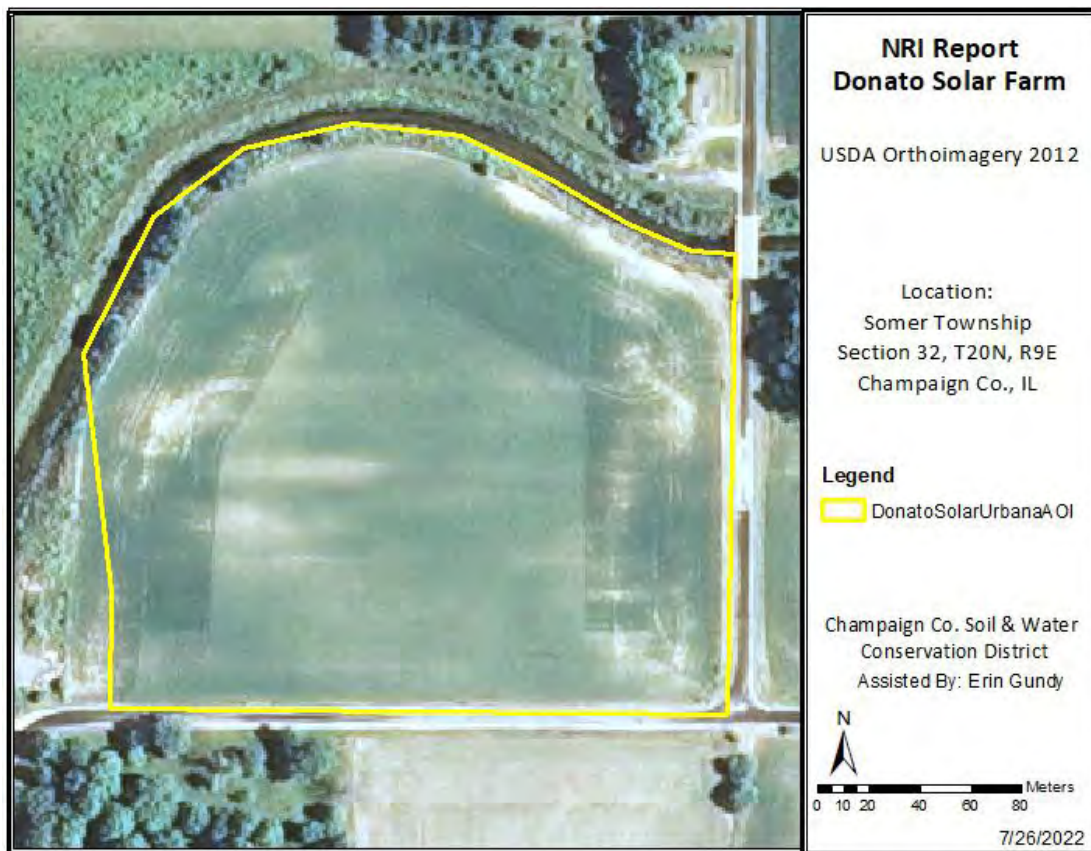 NRI Report
Donato Solar Farm
USDA Orthoimagery 2012
Location:
Somer Township
Section 32, T20N, R9E
Champaign Co., IL
Legend
DonatoSolarUrbanaAOI
Champaign Co. Soil & Water
Conservation District
Assisted By: Erin Gundy
N
Meters
0 10 20 40 60 80
7/26/2022